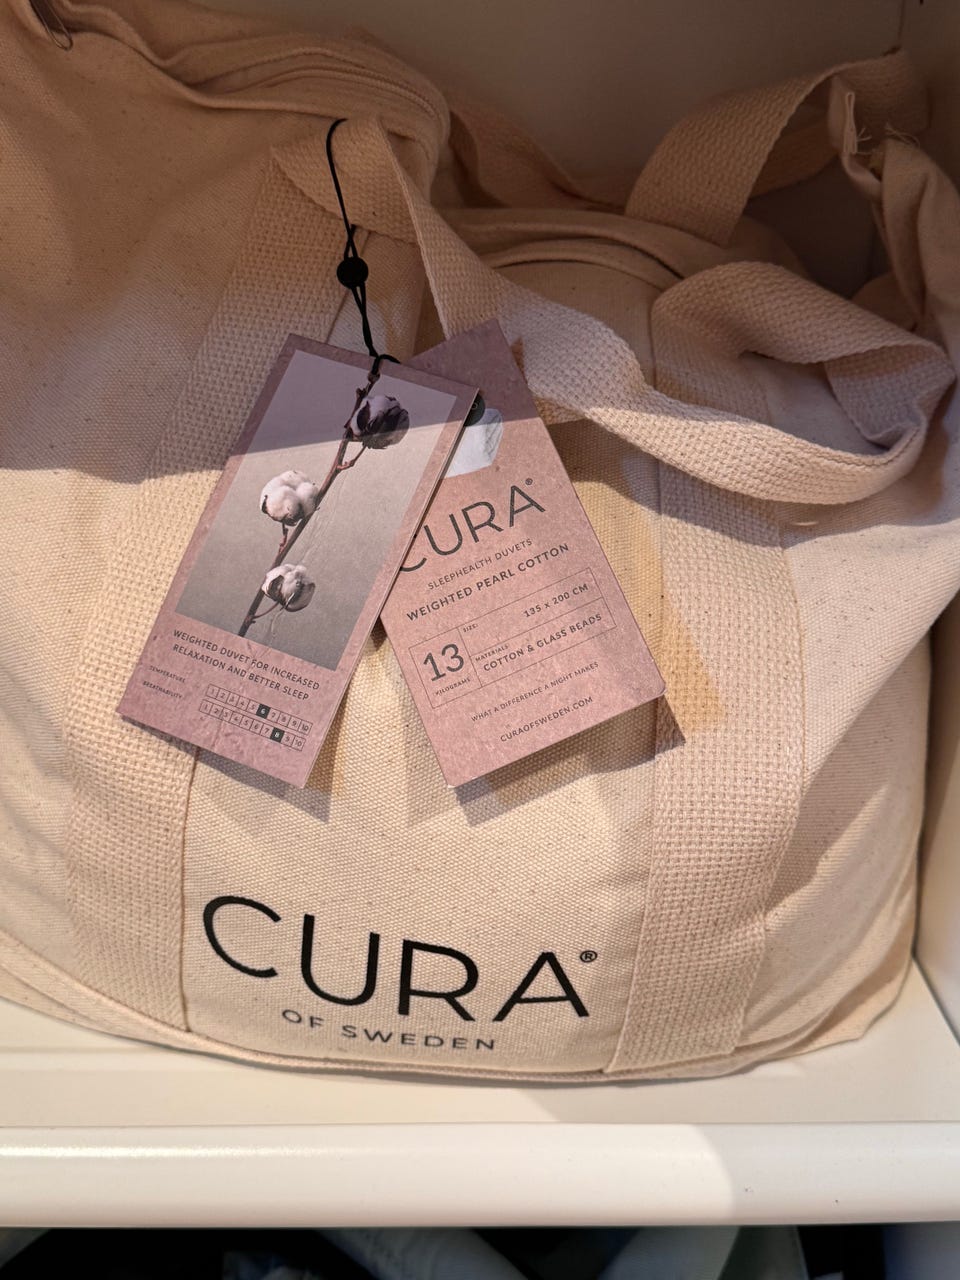 WEIGHTED DUVET FOR INCREASED
RELAXATION AND BETTER SLEEP
TEMPERATURE 1 2 3 4 5 6 7 8 9 10
BREATHABILITY 1 2 3 4 5 6 7 8 9 10
CURA®
SLEEPHEALTH DUVETS
WEIGHTED PEARL COTTON
13
KILOGRAMS
SIZE: 135 x 200 CM
MATERIALS:
COTTON & GLASS BEADS
WHAT A DIFFERENCE A NIGHT MAKES
CURAOFSWEDEN.COM
CURA®
OF SWEDEN